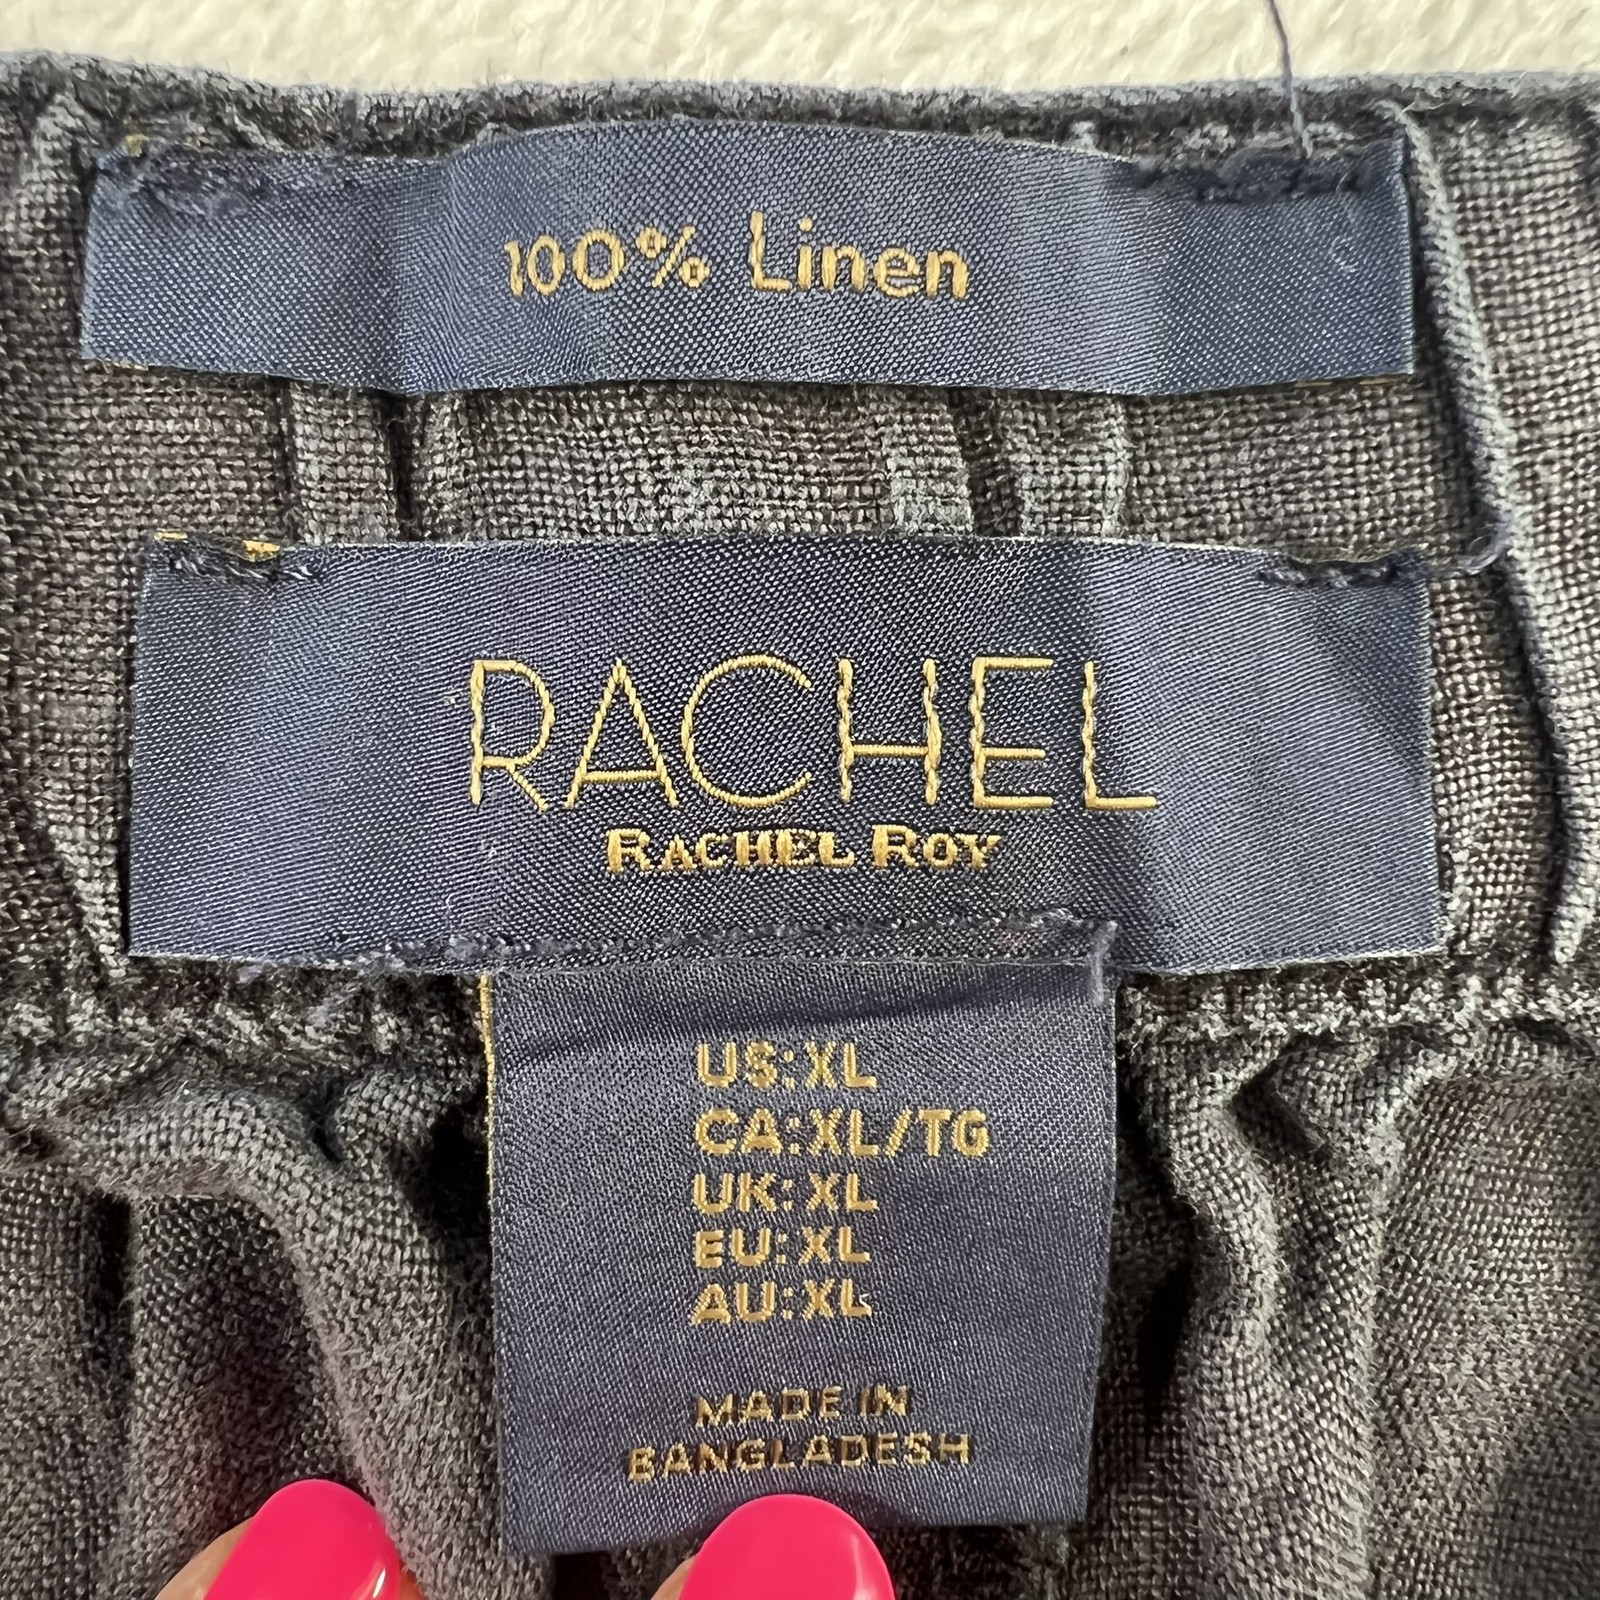 100% Linen
RACHEL
RACHEL ROY
US:XL
CA:XL/TG
UK:XL
EU:XL
AU:XL
MADE IN
BANGLADESH